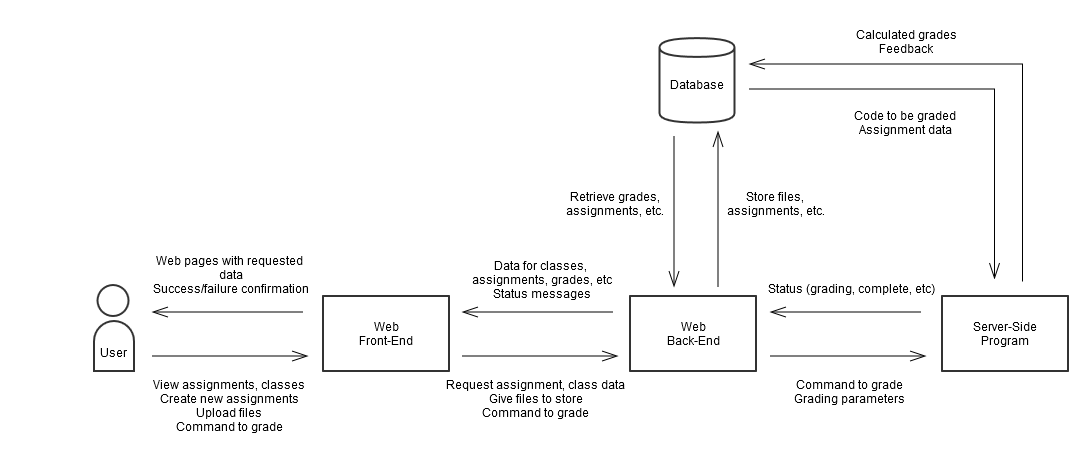 Calculated grades
Feedback
Database
Code to be graded
Assignment data
Retrieve grades,
assignments, etc.
Store files,
assignments, etc.
Web pages with requested
data
Success/failure confirmation
Data for classes,
assignments, grades, etc
Status messages
Status (grading, complete, etc)
User
Web
Front-End
Web
Back-End
Server-Side
Program
View assignments, classes
Create new assignments
Upload files
Command to grade
Request assignment, class data
Give files to store
Command to grade
Command to grade
Grading parameters